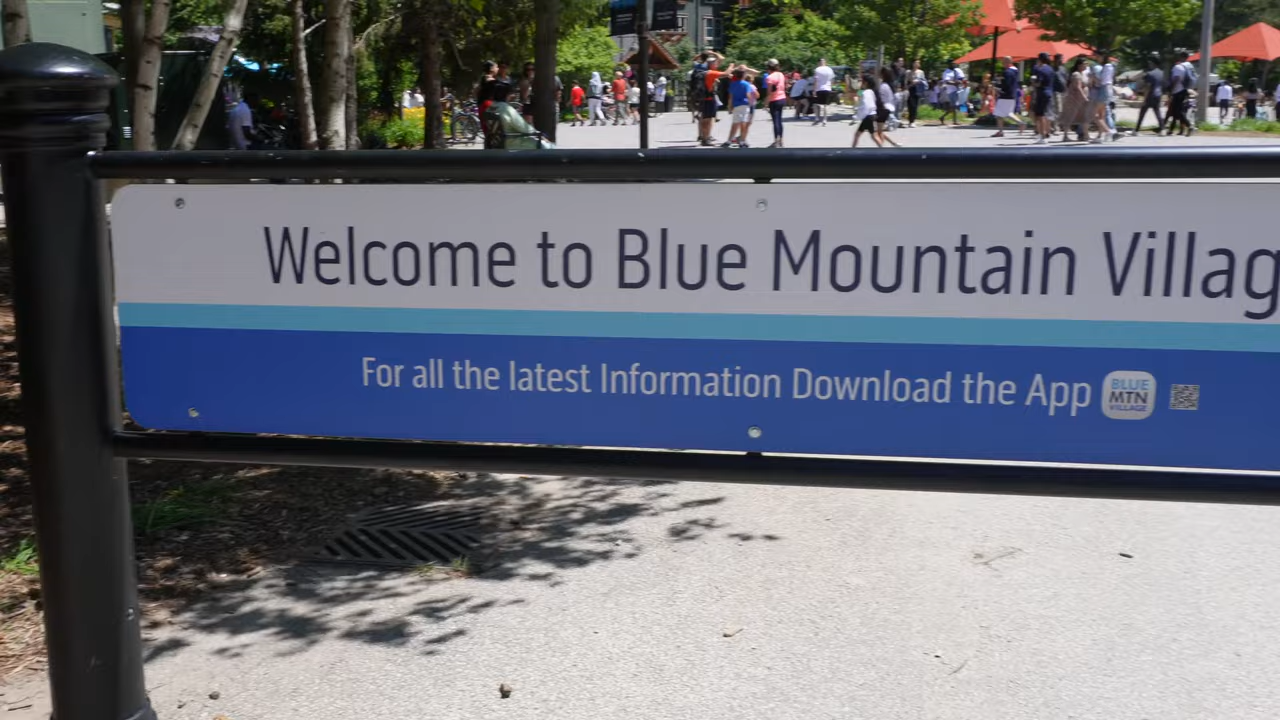 Welcome to Blue Mountain Villag
For all the latest Information Download the App
BLUE
MTN
VILLAGE